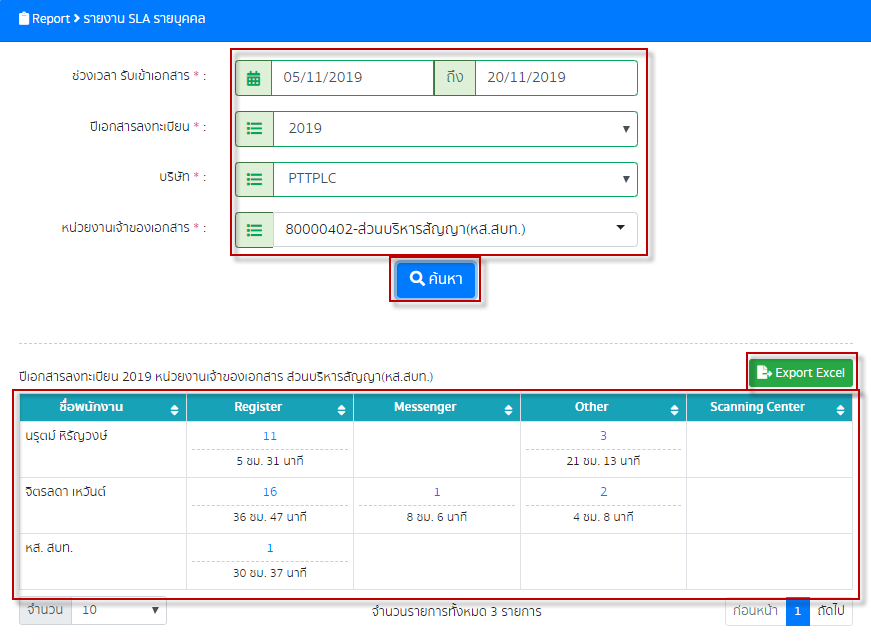 Report > รายงาน SLA รายบุคคล
ช่วงเวลา รับเข้าเอกสาร * : 05/11/2019 ถึง 20/11/2019
ปีเอกสารลงทะเบียน * : 2019
บริษัท * : PTTPLC
หน่วยงานเจ้าของเอกสาร * : 80000402-ส่วนบริหารสัญญา(หส.สบท.)
ค้นหา
Export Excel
ปีเอกสารลงทะเบียน 2019 หน่วยงานเจ้าของเอกสาร ส่วนบริหารสัญญา(หส.สบท.)
ชื่อพนักงาน Register Messenger Other Scanning Center
นรุตม์ หิรัญวงษ์ 11 3
5 ชม. 31 นาที 21 ชม. 13 นาที
จิตรลดา เหวันต์ 16 1 2
36 ชม. 47 นาที 8 ชม. 6 นาที 4 ชม. 8 นาที
หส. สบท. 1
30 ชม. 37 นาที
จำนวน 10 จำนวนรายการทั้งหมด 3 รายการ ก่อนหน้า 1 ถัดไป